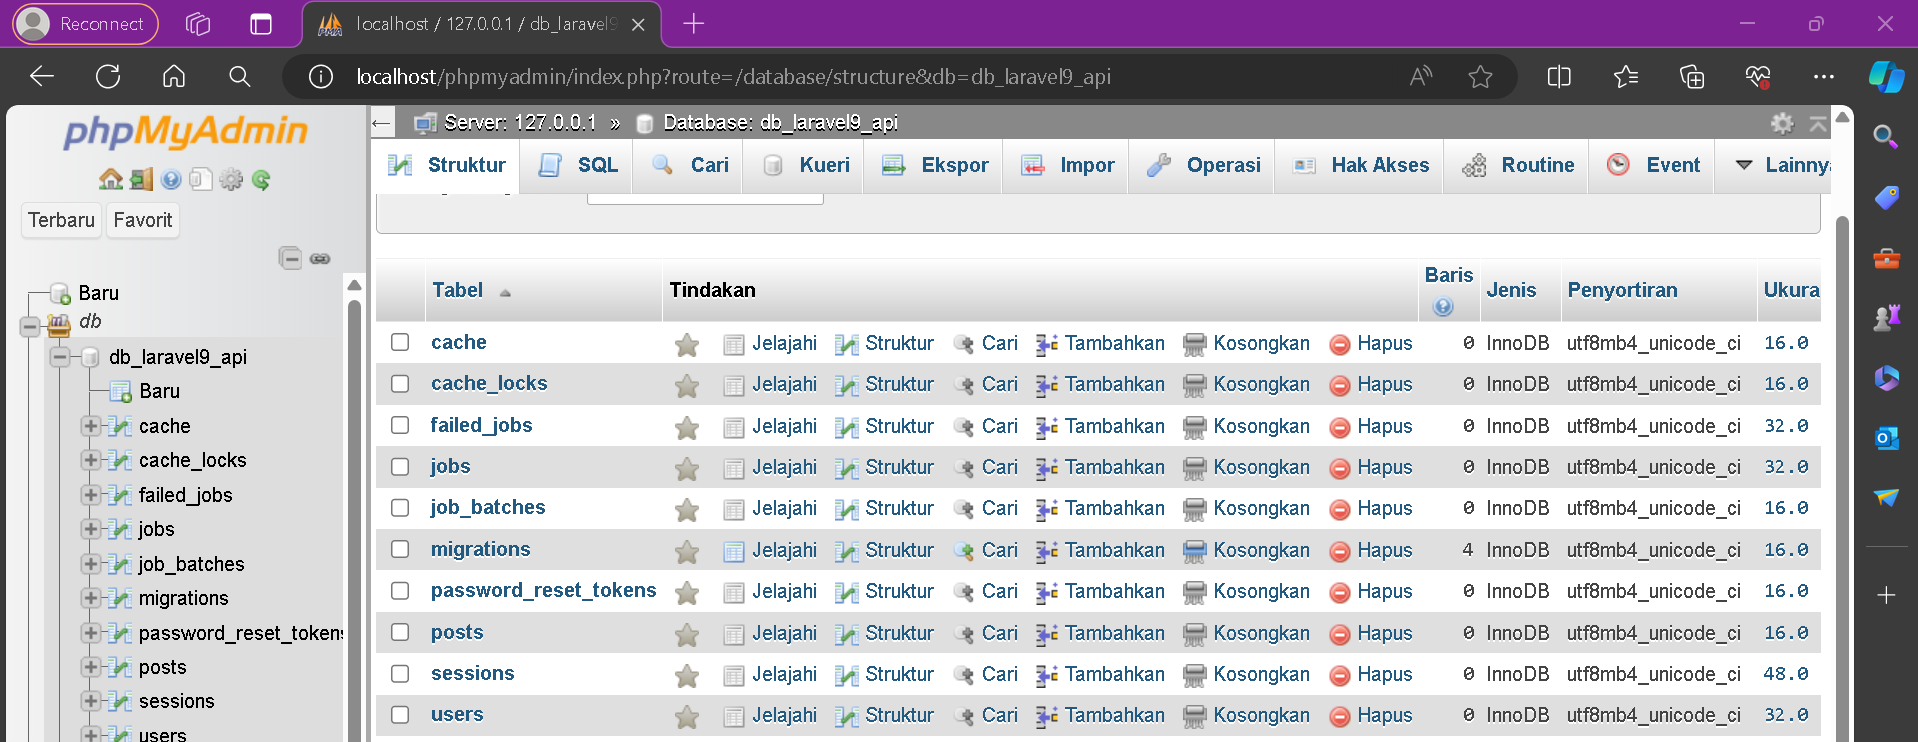 Reconnect
localhost / 127.0.0.1 / db_laravel9
localhost/phpmyadmin/index.php?route=/database/structure&db=db_laravel9_api
phpMyAdmin
Terbaru Favorit
Baru
db
db_laravel9_api
Baru
cache
cache_locks
failed_jobs
jobs
job_batches
migrations
password_reset_tokens
posts
sessions
users
Server: 127.0.0.1 » Database: db_laravel9_api
Struktur SQL Cari Kueri Ekspor Impor Operasi Hak Akses Routine Event Lainnya
Tabel Tindakan Baris Jenis Penyortiran Ukura
cache Jelajahi Struktur Cari Tambahkan Kosongkan Hapus 0 InnoDB utf8mb4_unicode_ci 16.0
cache_locks Jelajahi Struktur Cari Tambahkan Kosongkan Hapus 0 InnoDB utf8mb4_unicode_ci 16.0
failed_jobs Jelajahi Struktur Cari Tambahkan Kosongkan Hapus 0 InnoDB utf8mb4_unicode_ci 32.0
jobs Jelajahi Struktur Cari Tambahkan Kosongkan Hapus 0 InnoDB utf8mb4_unicode_ci 32.0
job_batches Jelajahi Struktur Cari Tambahkan Kosongkan Hapus 0 InnoDB utf8mb4_unicode_ci 16.0
migrations Jelajahi Struktur Cari Tambahkan Kosongkan Hapus 4 InnoDB utf8mb4_unicode_ci 16.0
password_reset_tokens Jelajahi Struktur Cari Tambahkan Kosongkan Hapus 0 InnoDB utf8mb4_unicode_ci 16.0
posts Jelajahi Struktur Cari Tambahkan Kosongkan Hapus 0 InnoDB utf8mb4_unicode_ci 16.0
sessions Jelajahi Struktur Cari Tambahkan Kosongkan Hapus 0 InnoDB utf8mb4_unicode_ci 48.0
users Jelajahi Struktur Cari Tambahkan Kosongkan Hapus 0 InnoDB utf8mb4_unicode_ci 32.0